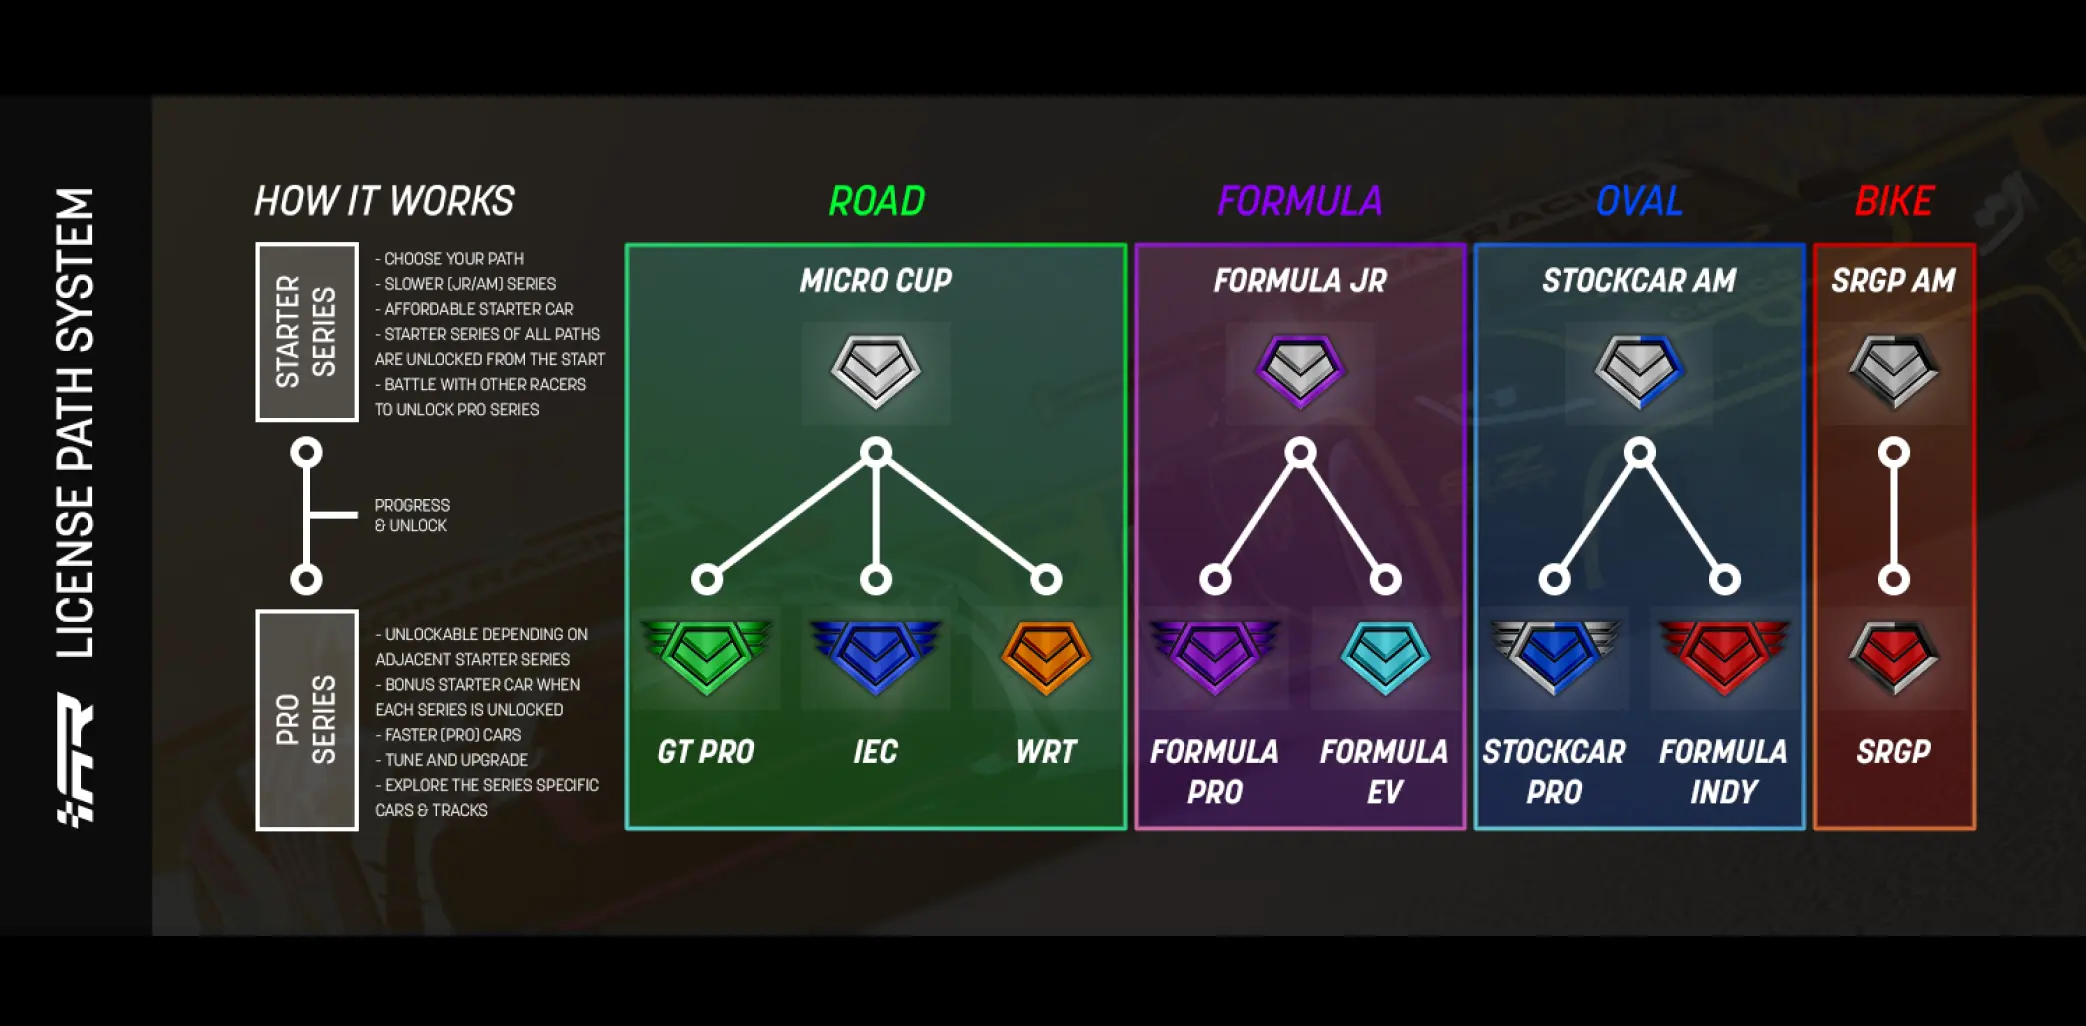 LICENSE PATH SYSTEM
HOW IT WORKS
STARTER
SERIES
- CHOOSE YOUR PATH
- SLOWER (JR/AM) SERIES
- AFFORDABLE STARTER CAR
- STARTER SERIES OF ALL PATHS
ARE UNLOCKED FROM THE START
- BATTLE WITH OTHER RACERS
TO UNLOCK PRO SERIES
PROGRESS
& UNLOCK
PRO
SERIES
- UNLOCKABLE DEPENDING ON
ADJACENT STARTER SERIES
- BONUS STARTER CAR WHEN
EACH SERIES IS UNLOCKED
- FASTER (PRO) CARS
- TUNE AND UPGRADE
- EXPLORE THE SERIES SPECIFIC
CARS & TRACKS
ROAD
MICRO CUP
GT PRO
IEC
WRT
FORMULA
FORMULA JR
FORMULA
PRO
FORMULA
EV
OVAL
STOCKCAR AM
STOCKCAR
PRO
FORMULA
INDY
BIKE
SRGP AM
SRGP